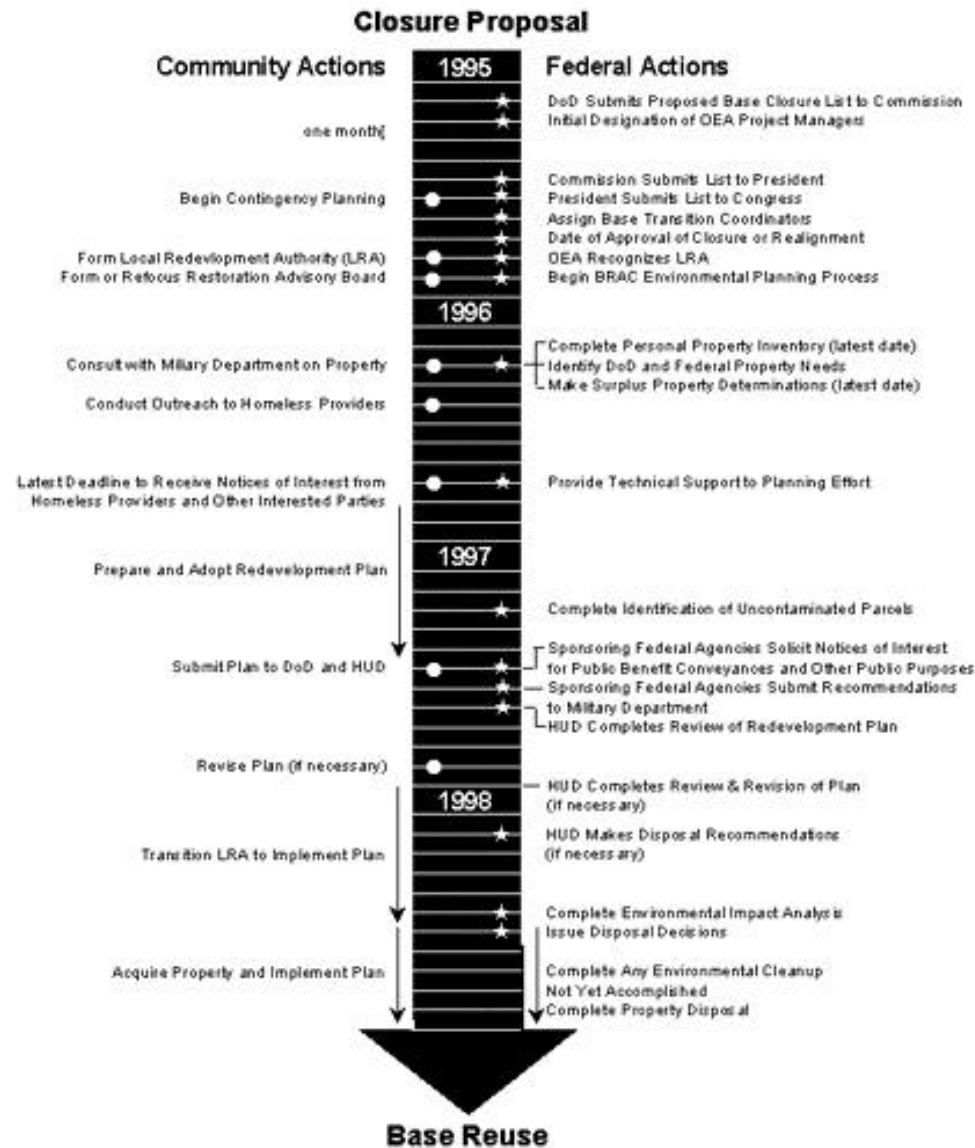 Closure Proposal
Community Actions
1995
Federal Actions
DoD Submits Proposed Base Closure List to Commission
Initial Designation of OEA Project Managers
one month[
Commission Submits List to President
Begin Contingency Planning
President Submits List to Congress
Assign Base Transition Coordinators
Date of Approval of Closure or Realignment
Form Local Redevlopment Authority (LRA)
OEA Recognizes LRA
Form or Refocus Restoration Advisory Board
Begin BRAC Environmental Planning Process
1996
Complete Personal Property Inventory (latest date)
Consult with Miliary Department on Property
Identify DoD and Federal Property Needs
Make Surplus Property Determinations (latest date)
Conduct Outreach to Homeless Providers
Latest Deadline to Receive Notices of Interest from
Homeless Providers and Other Interested Parties
Provide Technical Support to Planning Effort
1997
Prepare and Adopt Redevelopment Plan
Complete Identification of Uncontaminated Parcels
Submit Plan to DoD and HUD
Sponsoring Federal Agencies Solicit Notices of Interest
for Public Benefit Conveyances and Other Public Purposes
Sponsoring Federal Agencies Submit Recommendations
to Military Department
HUD Completes Review of Redevelopment Plan
Revise Plan (if necessary)
HUD Completes Review & Revision of Plan
(if necessary)
1998
HUD Makes Disposal Recommendations
(if necessary)
Transition LRA to Implement Plan
Complete Environmental Impact Analysis
Issue Disposal Decisions
Acquire Property and Implement Plan
Complete Any Environmental Cleanup
Not Yet Accomplished
Complete Property Disposal
Base Reuse